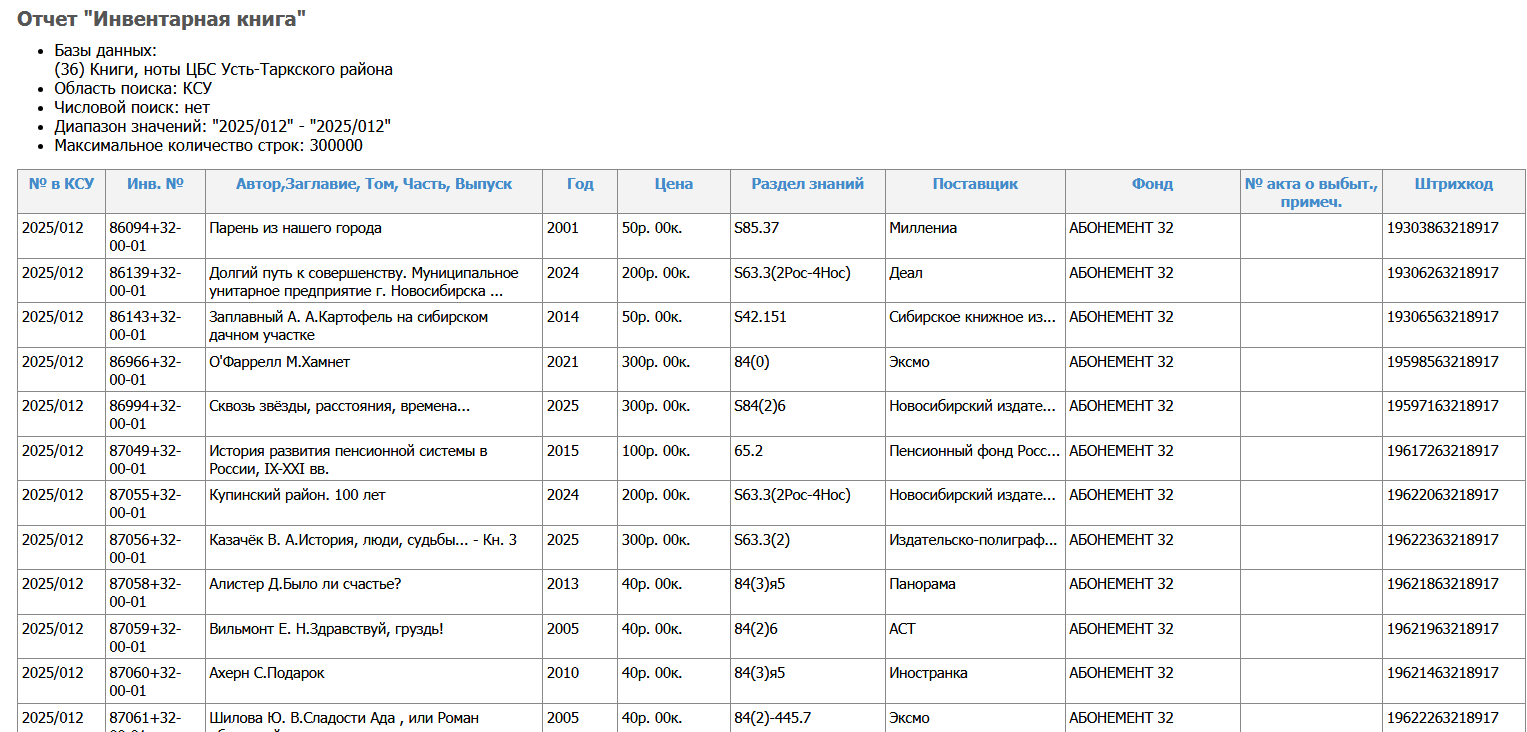 Отчет "Инвентарная книга"
Базы данных:
(36) Книги, ноты ЦБС Усть-Таркского района
Область поиска: КСУ
Числовой поиск: нет
Диапазон значений: "2025/012" - "2025/012"
Максимальное количество строк: 300000
№ в КСУ Инв. № Автор,Заглавие, Том, Часть, Выпуск Год Цена Раздел знаний Поставщик Фонд № акта о выбыт., Штрихкод
примеч.
2025/012 86094+32- Парень из нашего города 2001 50р. 00к. S85.37 Миллениа АБОНЕМЕНТ 32 19303863218917
00-01
2025/012 86139+32- Долгий путь к совершенству. Муниципальное 2024 200р. 00к. S63.3(2Рос-4Нос) Деал АБОНЕМЕНТ 32 19306263218917
00-01 унитарное предприятие г. Новосибирска ...
2025/012 86143+32- Заплавный А. А.Картофель на сибирском 2014 50р. 00к. S42.151 Сибирское книжное из... АБОНЕМЕНТ 32 19306563218917
00-01 дачном участке
2025/012 86966+32- О'Фаррелл М.Хамнет 2021 300р. 00к. 84(0) Эксмо АБОНЕМЕНТ 32 19598563218917
00-01
2025/012 86994+32- Сквозь звёзды, расстояния, времена... 2025 300р. 00к. S84(2)6 Новосибирский издате... АБОНЕМЕНТ 32 19597163218917
00-01
2025/012 87049+32- История развития пенсионной системы в 2015 100р. 00к. 65.2 Пенсионный фонд Росс... АБОНЕМЕНТ 32 19617263218917
00-01 России, IX-XXI вв.
2025/012 87055+32- Купинский район. 100 лет 2024 200р. 00к. S63.3(2Рос-4Нос) Новосибирский издате... АБОНЕМЕНТ 32 19622063218917
00-01
2025/012 87056+32- Казачёк В. А.История, люди, судьбы... - Кн. 3 2025 300р. 00к. S63.3(2) Издательско-полиграф... АБОНЕМЕНТ 32 19622363218917
00-01
2025/012 87058+32- Алистер Д.Было ли счастье? 2013 40р. 00к. 84(3)я5 Панорама АБОНЕМЕНТ 32 19621863218917
00-01
2025/012 87059+32- Вильмонт Е. Н.Здравствуй, груздь! 2005 40р. 00к. 84(2)6 АСТ АБОНЕМЕНТ 32 19621963218917
00-01
2025/012 87060+32- Ахерн С.Подарок 2010 40р. 00к. 84(3)я5 Иностранка АБОНЕМЕНТ 32 19621463218917
00-01
2025/012 87061+32- Шилова Ю. В.Сладости Ада , или Роман 2005 40р. 00к. 84(2)-445.7 Эксмо АБОНЕМЕНТ 32 19622263218917